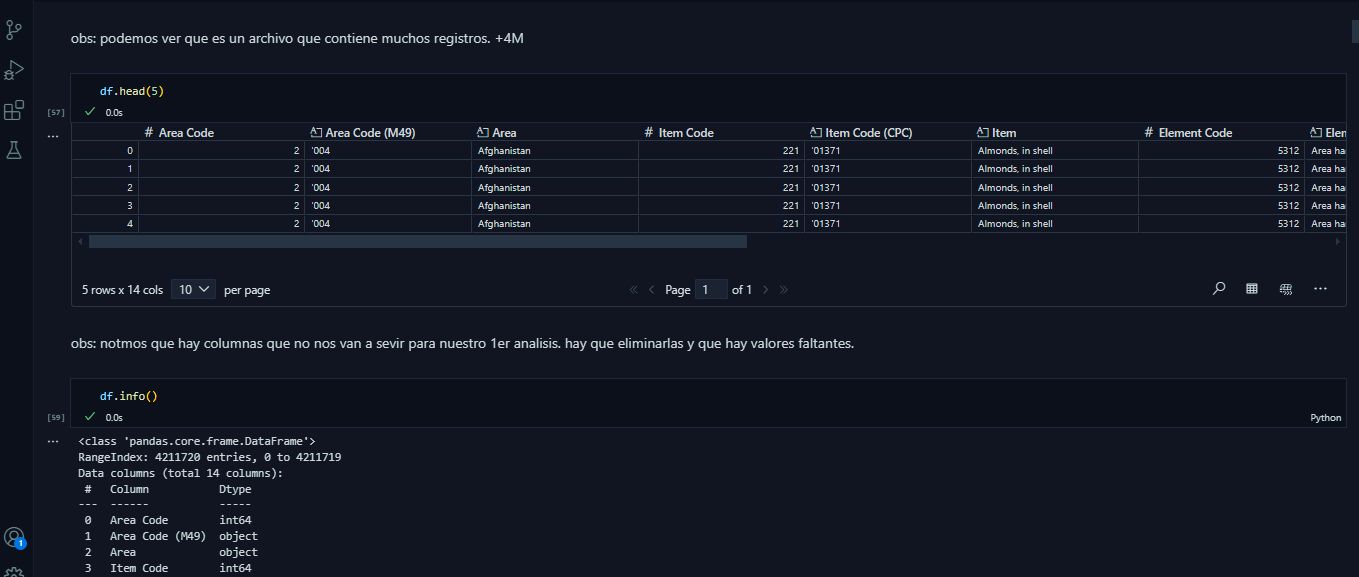 obs: podemos ver que es un archivo que contiene muchos registros. +4M
df.head(5)
[57] 0.0s
... # Area Code Area Code (M49) Area # Item Code Item Code (CPC) Item # Element Code Elen
0 2 '004 Afghanistan 221 '01371 Almonds, in shell 5312 Area ha
1 2 '004 Afghanistan 221 '01371 Almonds, in shell 5312 Area ha
2 2 '004 Afghanistan 221 '01371 Almonds, in shell 5312 Area ha
3 2 '004 Afghanistan 221 '01371 Almonds, in shell 5312 Area ha
4 2 '004 Afghanistan 221 '01371 Almonds, in shell 5312 Area ha
5 rows x 14 cols 10 per page « < Page 1 of 1 > » ...
obs: notmos que hay columnas que no nos van a sevir para nuestro 1er analisis. hay que eliminarlas y que hay valores faltantes.
df.info()
[59] 0.0s Python
... <class 'pandas.core.frame.DataFrame'>
RangeIndex: 4211720 entries, 0 to 4211719
Data columns (total 14 columns):
# Column Dtype
--- ------ -----
0 Area Code int64
1 Area Code (M49) object
2 Area object
3 Item Code int64
1